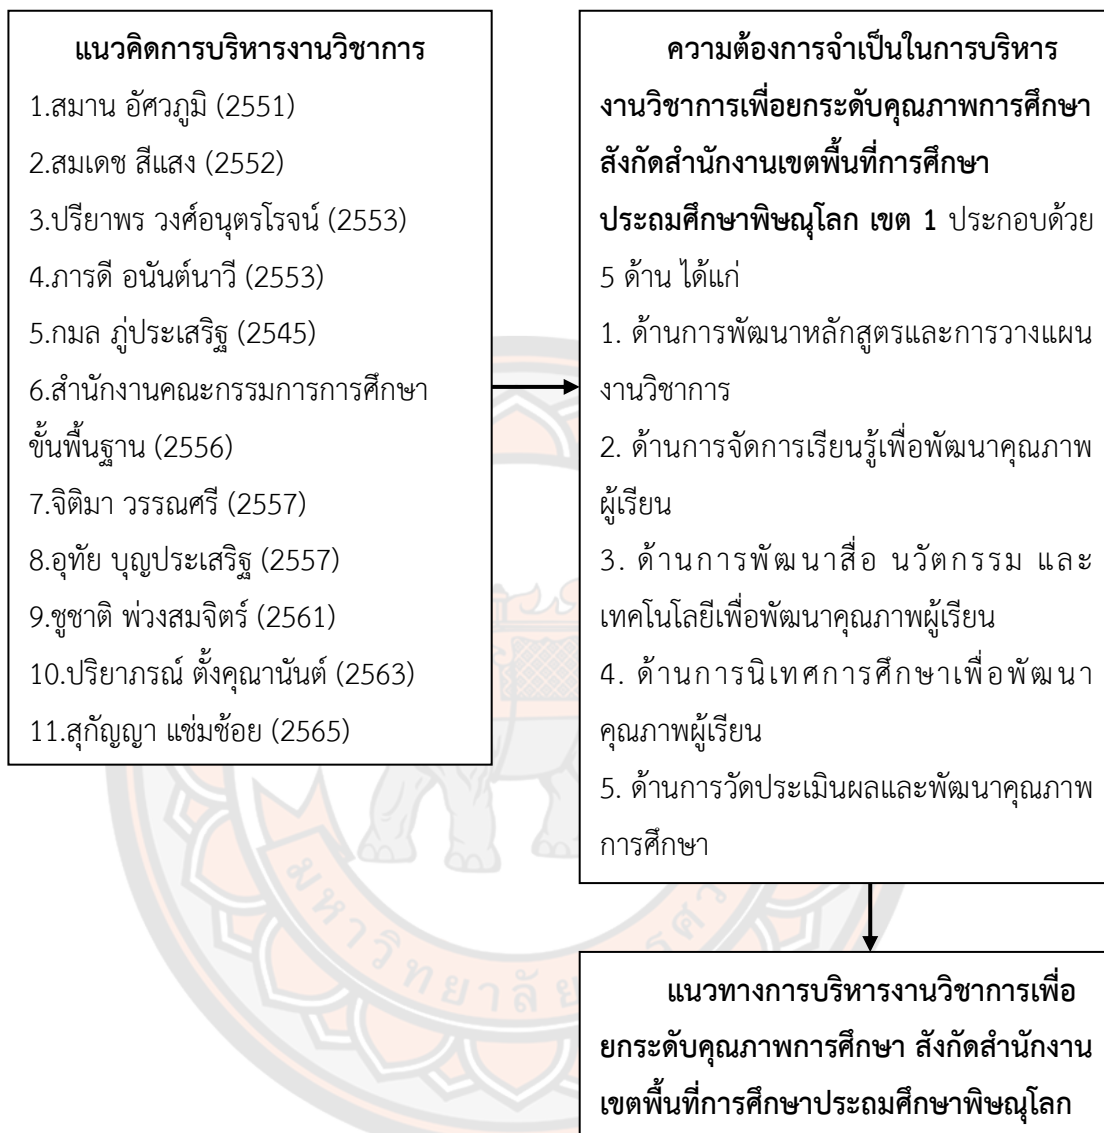 แนวคิดการบริหารงานวิชาการ
1.สมาน อัศวภูมิ (2551)
2.สมเดช สีแสง (2552)
3.ปรียาพร วงศ์อนุตรโรจน์ (2553)
4.ภารดี อนันต์นาวี (2553)
5.กมล ภู่ประเสริฐ (2545)
6.สำนักงานคณะกรรมการการศึกษา
ขั้นพื้นฐาน (2556)
7.จิติมา วรรณศรี (2557)
8.อุทัย บุญประเสริฐ (2557)
9.ชูชาติ พ่วงสมจิตร์ (2561)
10.ปริยาภรณ์ ตั้งคุณานันต์ (2563)
11.สุกัญญา แช่มช้อย (2565)
ความต้องการจำเป็นในการบริหาร
งานวิชาการเพื่อยกระดับคุณภาพการศึกษา
สังกัดสำนักงานเขตพื้นที่การศึกษา
ประถมศึกษาพิษณุโลก เขต 1 ประกอบด้วย
5 ด้าน ได้แก่
1. ด้านการพัฒนาหลักสูตรและการวางแผน
งานวิชาการ
2. ด้านการจัดการเรียนรู้เพื่อพัฒนาคุณภาพ
ผู้เรียน
3. ด้านการพัฒนาสื่อ นวัตกรรม และ
เทคโนโลยีเพื่อพัฒนาคุณภาพผู้เรียน
4. ด้านการนิเทศการศึกษาเพื่อพัฒนา
คุณภาพผู้เรียน
5. ด้านการวัดประเมินผลและพัฒนาคุณภาพ
การศึกษา
แนวทางการบริหารงานวิชาการเพื่อ
ยกระดับคุณภาพการศึกษา สังกัดสำนักงาน
เขตพื้นที่การศึกษาประถมศึกษาพิษณุโลก
มหาวิทยาลัย